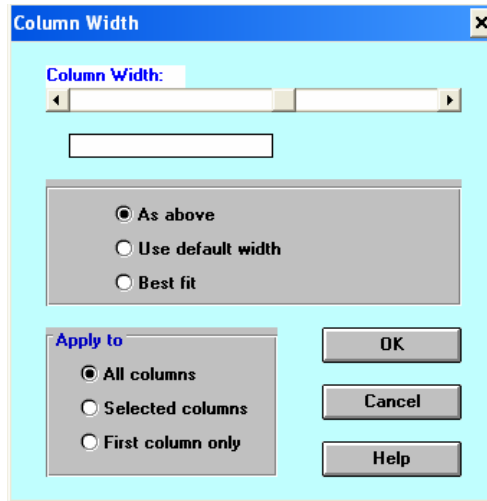 Column Width
Column Width:
As above
Use default width
Best fit
Apply to
All columns
Selected columns
First column only
OK
Cancel
Help